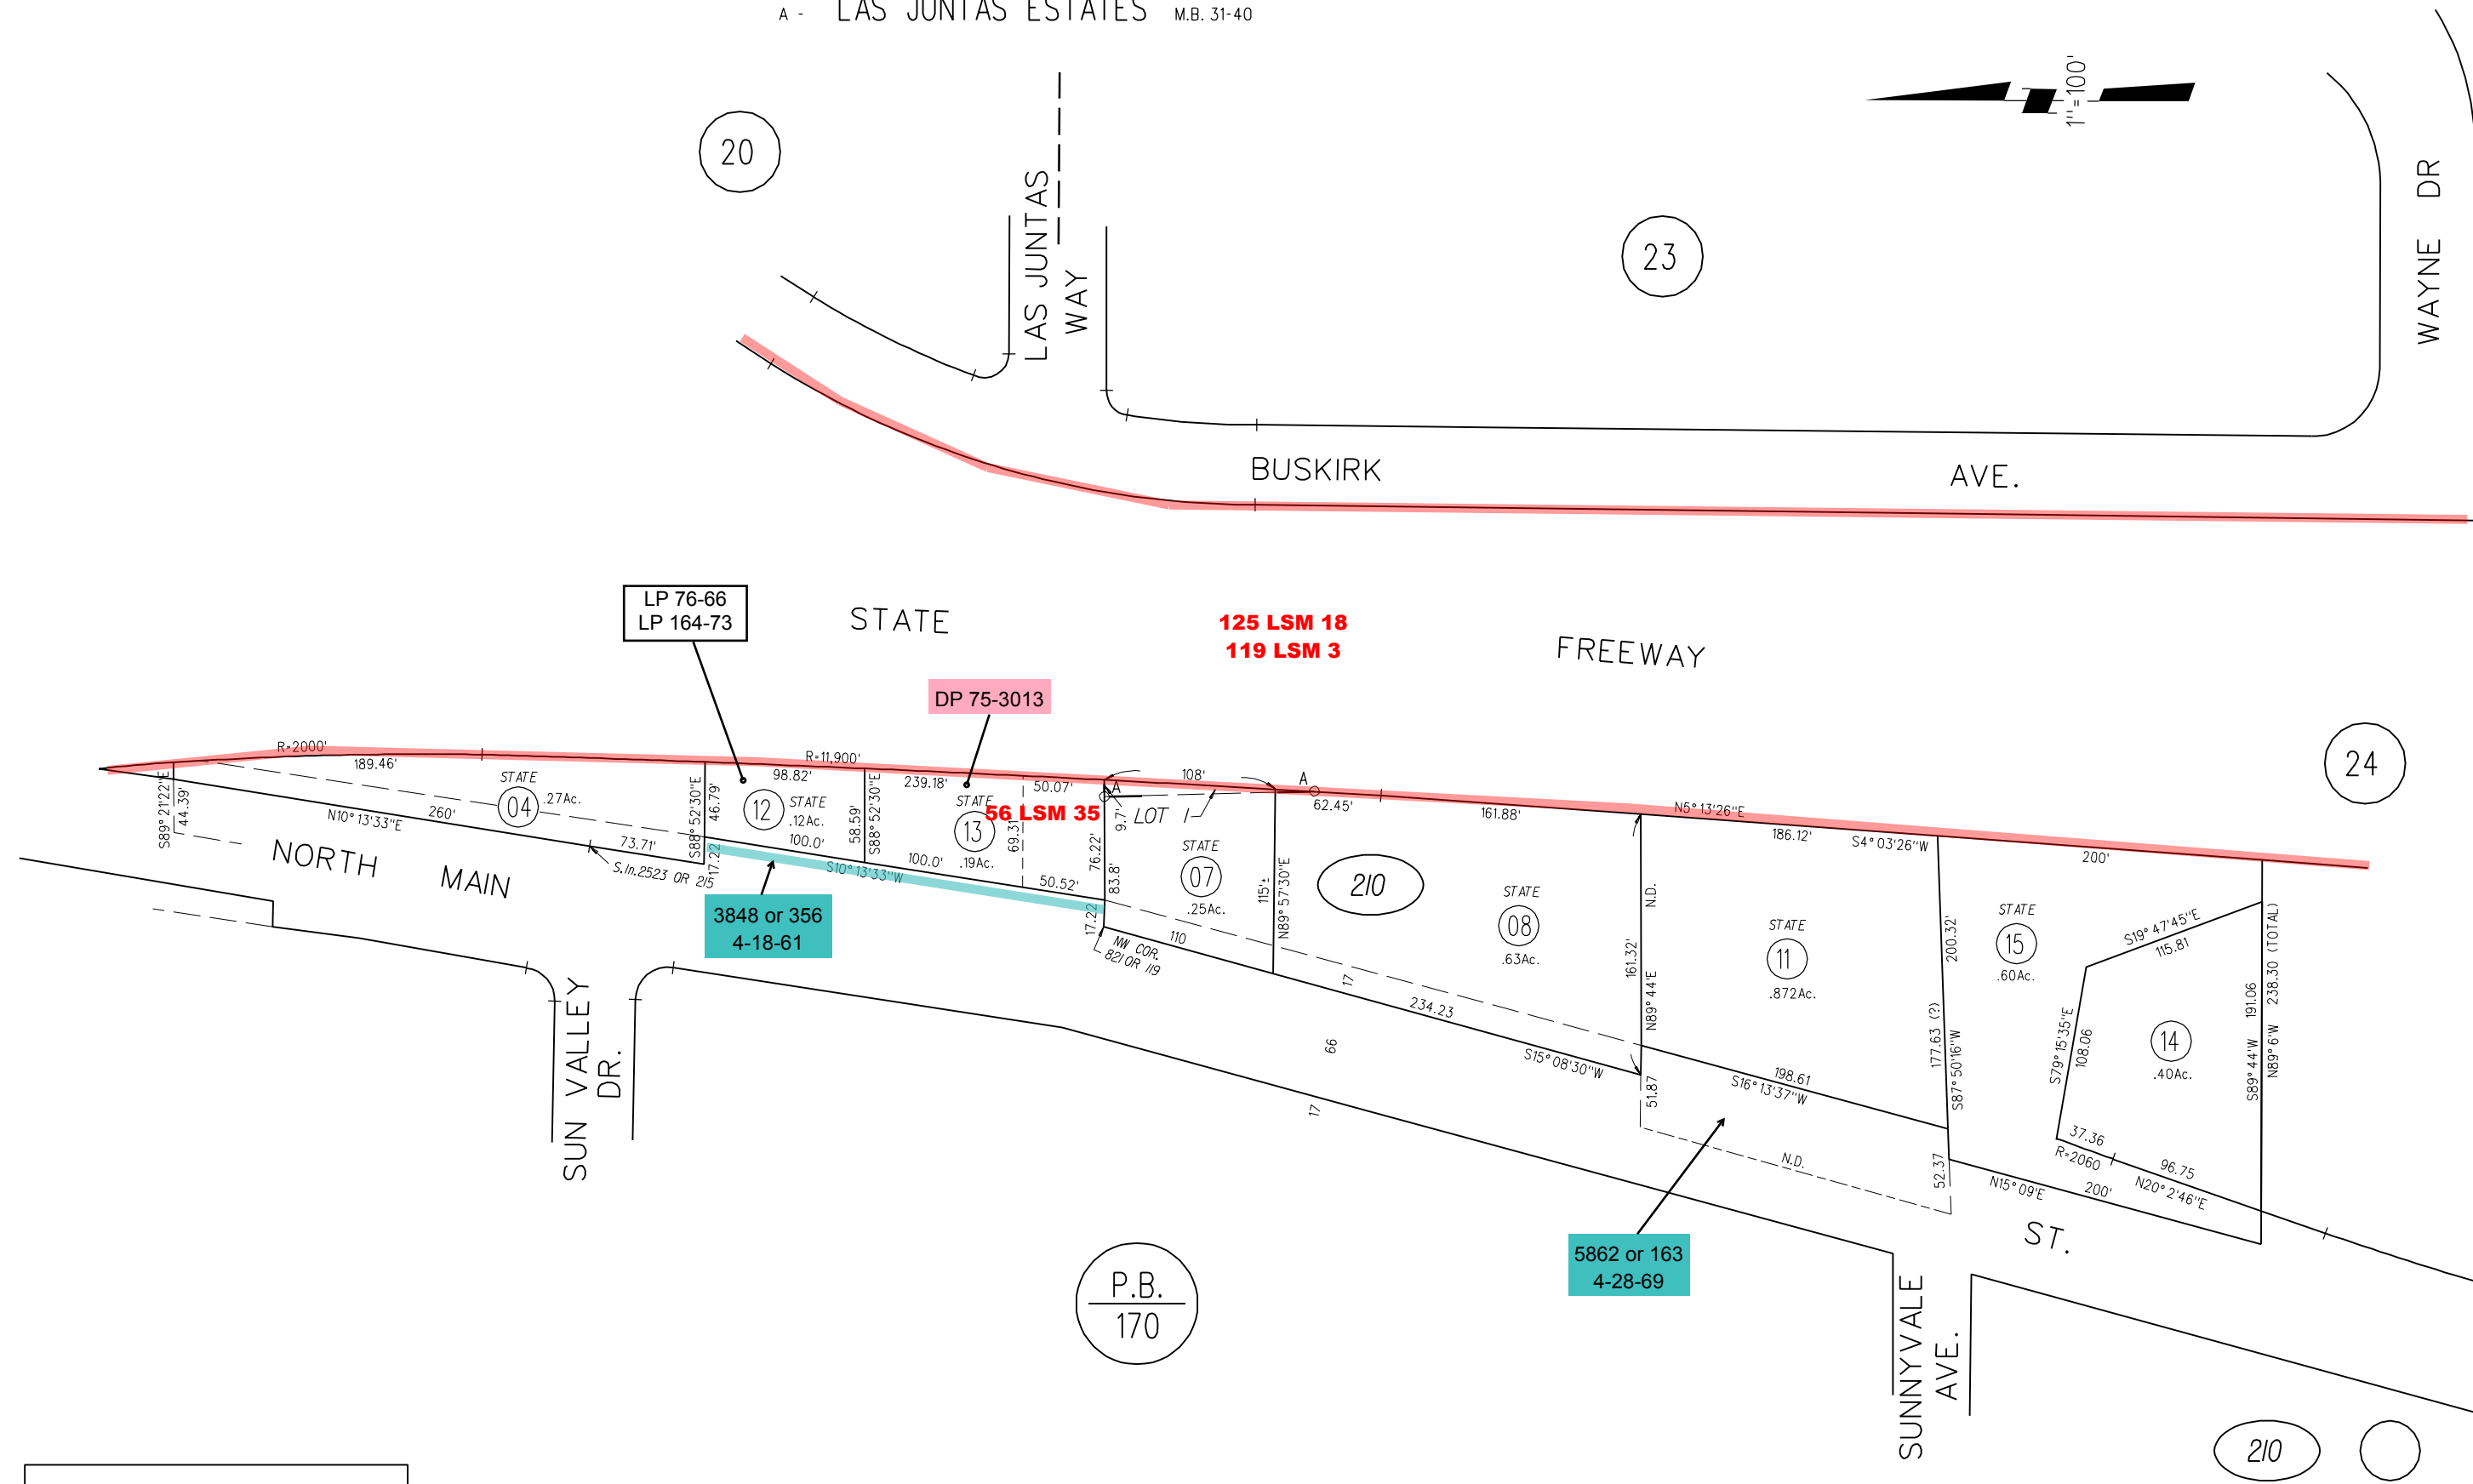 A - LAS JUNTAS ESTATES M.B. 31-40
1"=100'
20
23
LAS JUNTAS
WAY
WAYNE DR
BUSKIRK AVE.
LP 76-66
LP 164-73
STATE FREEWAY
125 LSM 18
119 LSM 3
DP 75-3013
24
R=2000'
189.46'
R=11,900'
98.82'
239.18'
50.07'
108'
A
A
62.45'
161.88'
N5°13'26"E
186.12'
S4°03'26"W
200'
S89°21'22"E
44.39'
N10°13'33"E
260'
STATE
04
.27Ac.
73.71'
S.ln.2523 OR 215
S88°52'30"E
46.79'
17.22
12
STATE
.12Ac.
100.0'
58.59'
S88°52'30"E
STATE
13
.19Ac.
56 LSM 35
69.31
100.0'
S10°13'33"W
50.52'
9.7'
76.22'
83.8'
17.22
LOT 1
STATE
07
.25Ac.
115'±
N89°57'30"E
110
NW COR.
821 OR 119
210
STATE
08
.63Ac.
17
234.23
S15°08'30"W
66
17
N.D.
161.32'
N89°44'E
51.87
STATE
11
.872Ac.
198.61
S16°13'37"W
N.D.
200.32'
177.63 (?)
S87°50'16"W
52.37
STATE
15
.60Ac.
S19°47'45"E
115.81
S79°15'35"E
108.06
14
.40Ac.
37.36
R=2060
96.75
N20°2'46"E
N15°09'E
200'
S89°44'W 191.06
N89°6'W 238.30 (TOTAL)
NORTH MAIN ST.
3848 or 356
4-18-61
5862 or 163
4-28-69
SUN VALLEY
DR.
P.B.
170
SUNNYVALE
AVE.
210